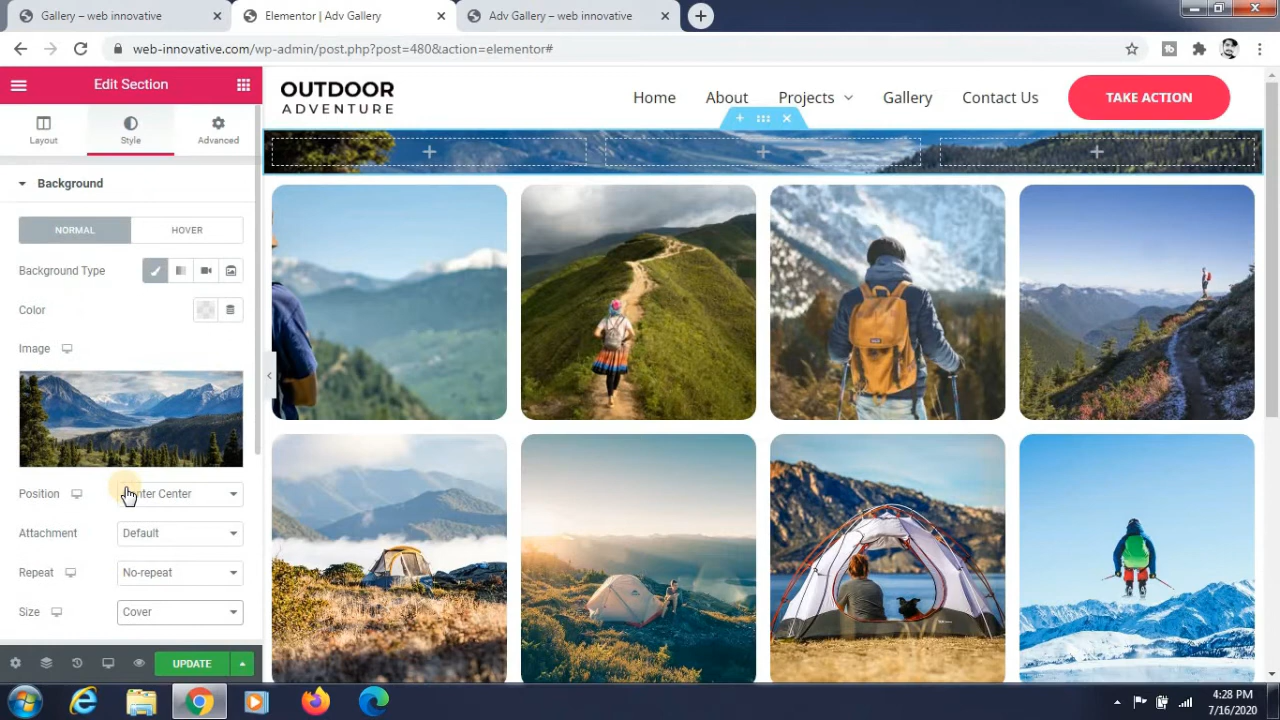 Gallery – web innovative
Elementor | Adv Gallery
Adv Gallery – web innovative
web-innovative.com/wp-admin/post.php?post=480&action=elementor#
Edit Section
OUTDOOR
ADVENTURE
Home
About
Projects
Gallery
Contact Us
TAKE ACTION
Layout
Style
Advanced
Background
NORMAL
HOVER
Background Type
Color
Image
Position
nter Center
Attachment
Default
Repeat
No-repeat
Size
Cover
UPDATE
4:28 PM
7/16/2020